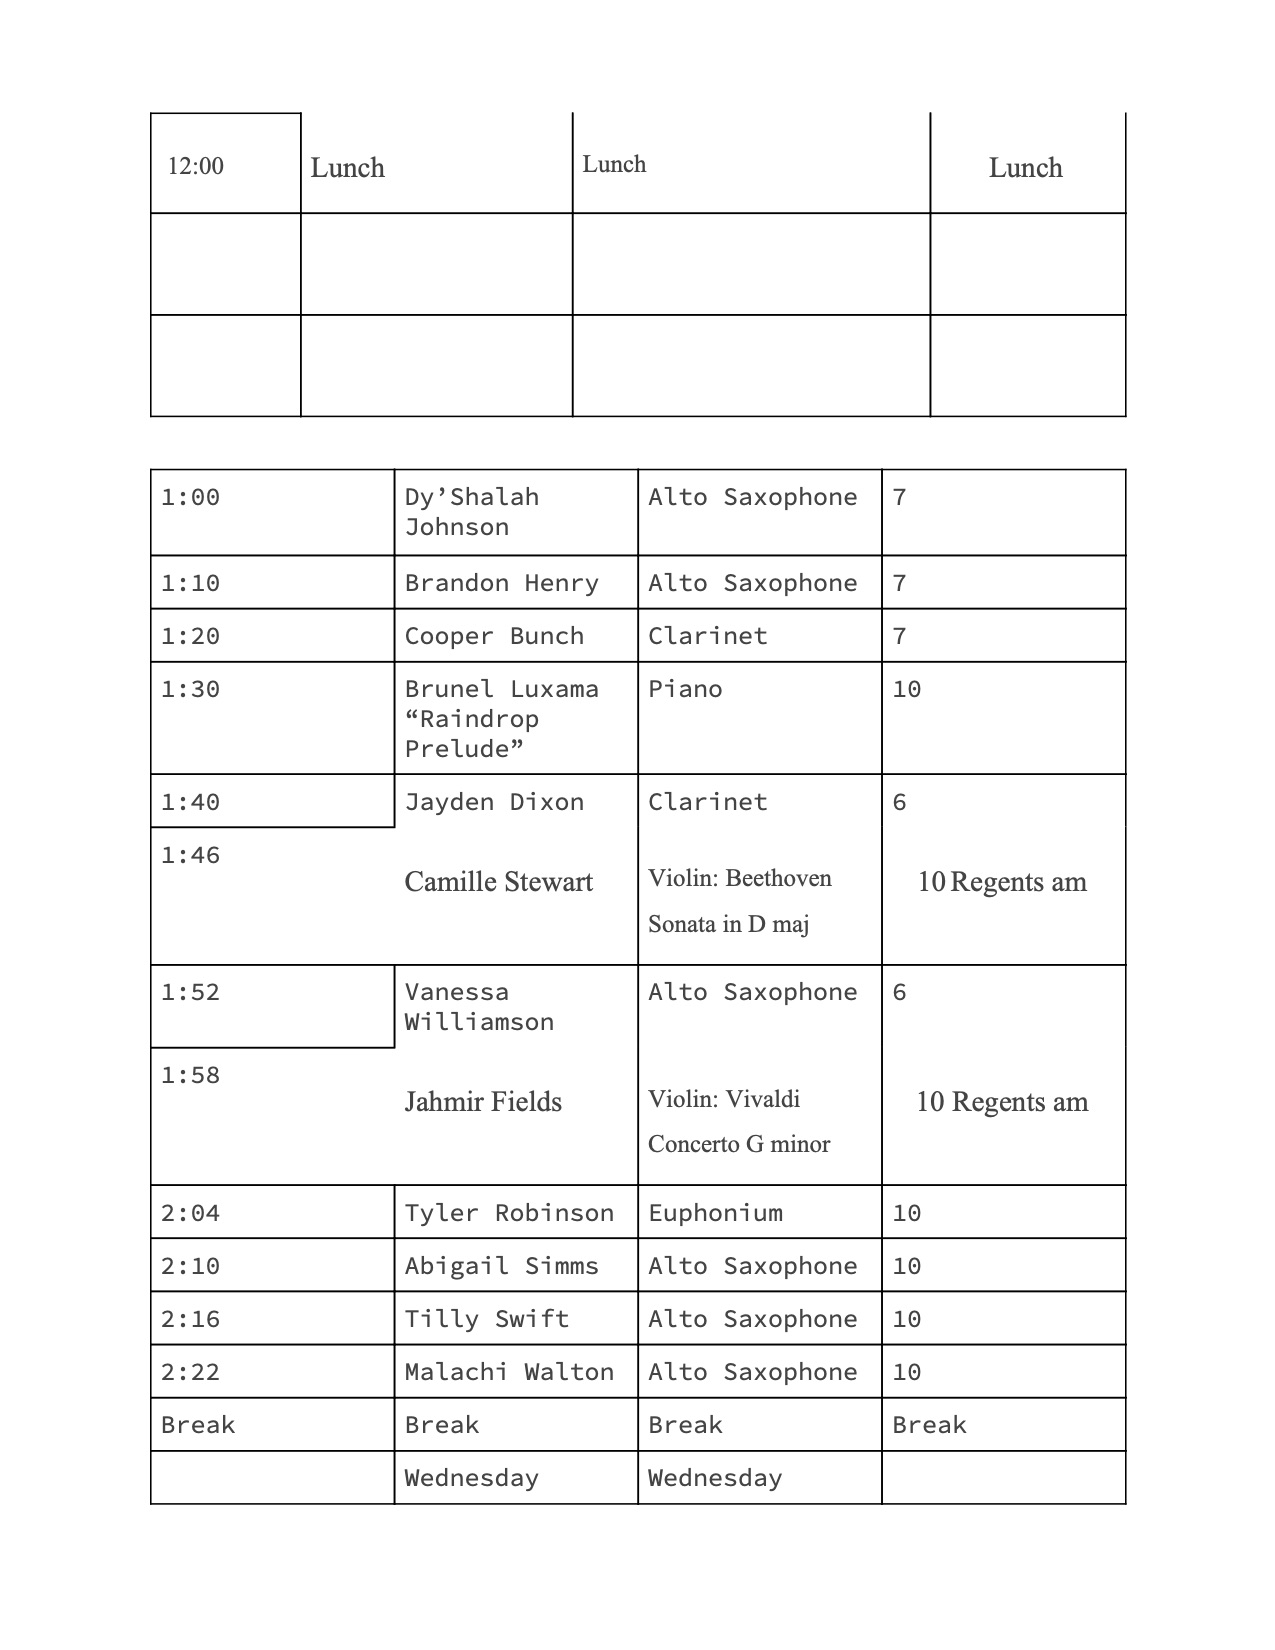 12:00 Lunch Lunch Lunch
1:00 Dy’Shalah Alto Saxophone 7
Johnson
1:10 Brandon Henry Alto Saxophone 7
1:20 Cooper Bunch Clarinet 7
1:30 Brunel Luxama Piano 10
“Raindrop
Prelude”
1:40 Jayden Dixon Clarinet 6
1:46
Camille Stewart Violin: Beethoven 10 Regents am
Sonata in D maj
1:52 Vanessa Alto Saxophone 6
Williamson
1:58
Jahmir Fields Violin: Vivaldi 10 Regents am
Concerto G minor
2:04 Tyler Robinson Euphonium 10
2:10 Abigail Simms Alto Saxophone 10
2:16 Tilly Swift Alto Saxophone 10
2:22 Malachi Walton Alto Saxophone 10
Break Break Break Break
Wednesday Wednesday